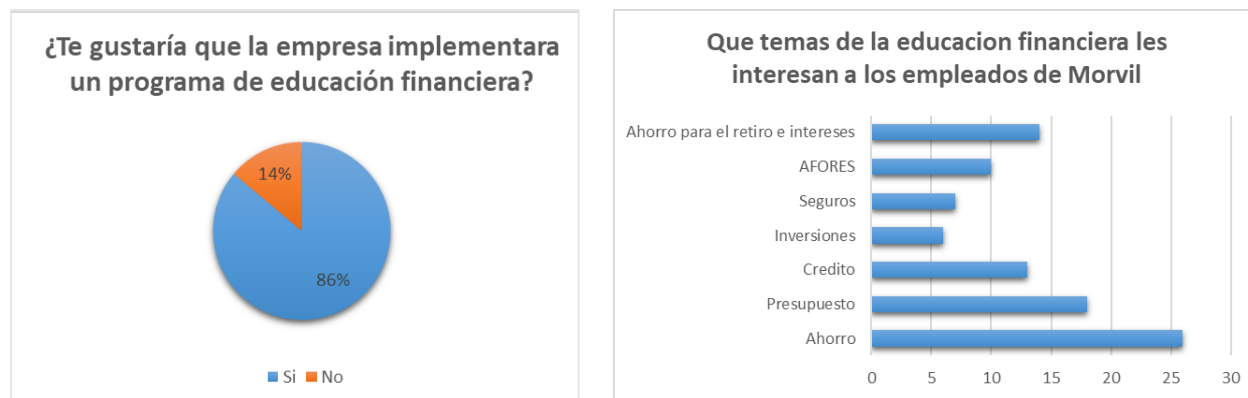 ¿Te gustaría que la empresa implementara
un programa de educación financiera?
14%
86%
Si No
Que temas de la educacion financiera les
interesan a los empleados de Morvil
Ahorro para el retiro e intereses
AFORES
Seguros
Inversiones
Credito
Presupuesto
Ahorro
0 5 10 15 20 25 30